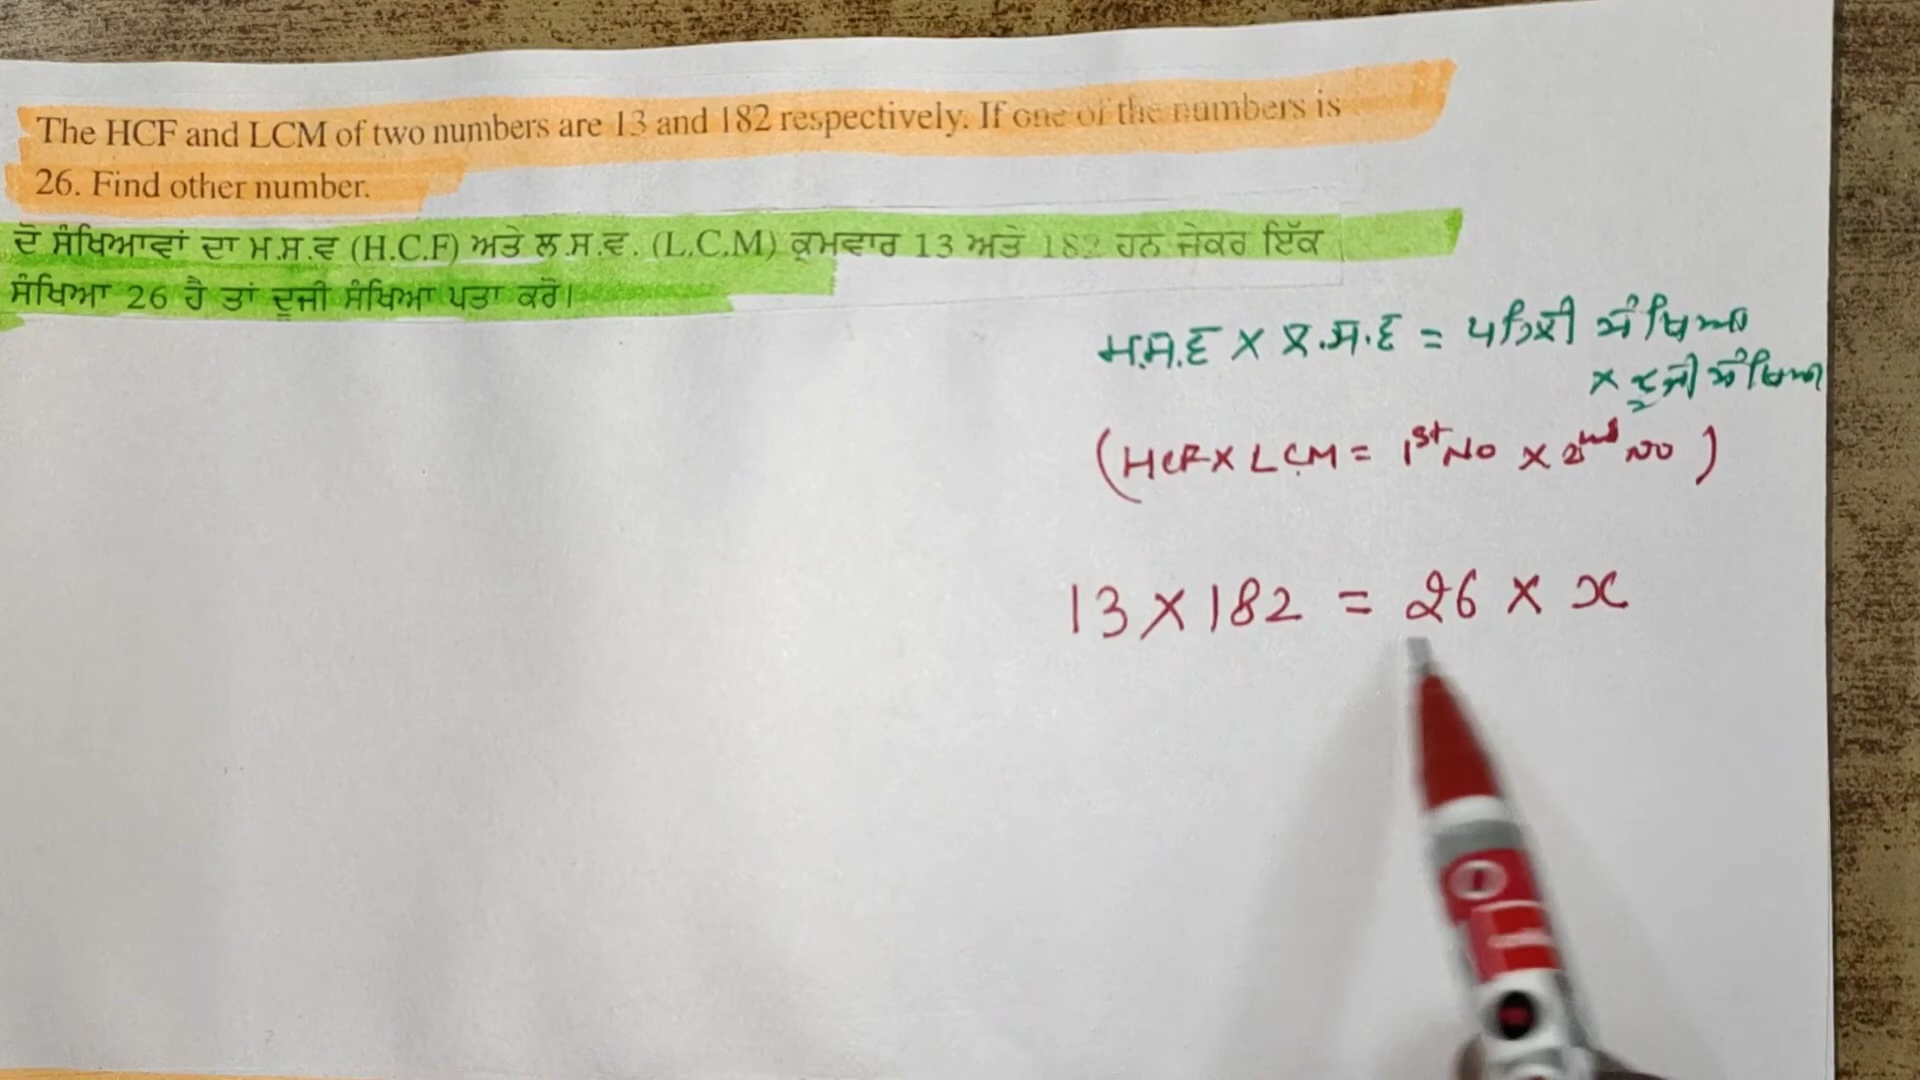 The HCF and LCM of two numbers are 13 and 182 respectively. If one of the numbers is
26. Find other number.
ਦੋ ਸੰਖਿਆਵਾਂ ਦਾ ਮ.ਸ.ਵ (H.C.F) ਅਤੇ ਲ.ਸ.ਵ. (L.C.M) ਕ੍ਰਮਵਾਰ 13 ਅਤੇ 182 ਹਨ ਜੇਕਰ ਇੱਕ
ਸੰਖਿਆ 26 ਹੈ ਤਾਂ ਦੂਜੀ ਸੰਖਿਆ ਪਤਾ ਕਰੋ।
ਮ.ਸ.ਵ × ਲ.ਸ.ਵ = ਪਹਿਲੀ ਸੰਖਿਆ
× ਦੂਜੀ ਸੰਖਿਆ
(HCF × LCM = 1st No × 2nd No)
13 × 182 = 26 × x